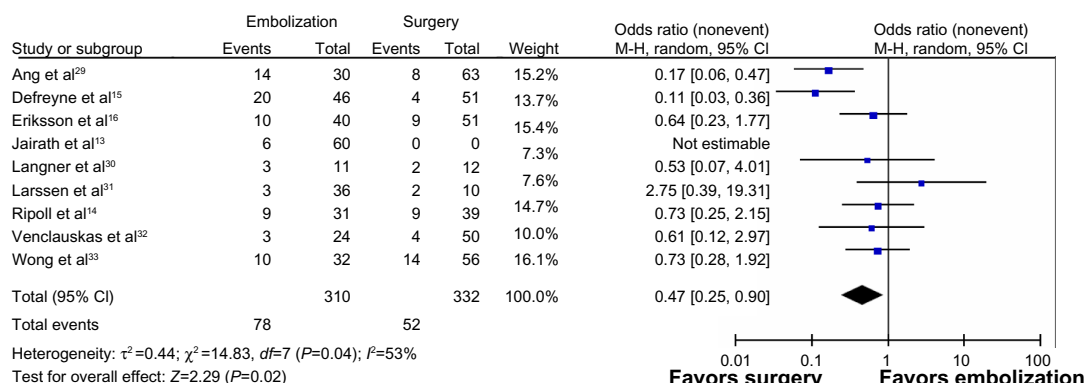 Embolization Surgery Odds ratio (nonevent) Odds ratio (nonevent)
Study or subgroup Events Total Events Total Weight M-H, random, 95% CI M-H, random, 95% CI
Ang et al²⁹ 14 30 8 63 15.2% 0.17 [0.06, 0.47]
Defreyne et al¹⁵ 20 46 4 51 13.7% 0.11 [0.03, 0.36]
Eriksson et al¹⁶ 10 40 9 51 15.4% 0.64 [0.23, 1.77]
Jairath et al¹³ 6 60 0 0 Not estimable
Langner et al³⁰ 3 11 2 12 7.3% 0.53 [0.07, 4.01]
Larssen et al³¹ 3 36 2 10 7.6% 2.75 [0.39, 19.31]
Ripoll et al¹⁴ 9 31 9 39 14.7% 0.73 [0.25, 2.15]
Venclauskas et al³² 3 24 4 50 10.0% 0.61 [0.12, 2.97]
Wong et al³³ 10 32 14 56 16.1% 0.73 [0.28, 1.92]
Total (95% CI) 310 332 100.0% 0.47 [0.25, 0.90]
Total events 78 52
Heterogeneity: τ²=0.44; χ²=14.83, df=7 (P=0.04); I²=53%
0.01 0.1 1 10 100
Test for overall effect: Z=2.29 (P=0.02) Favors surgery Favors embolization